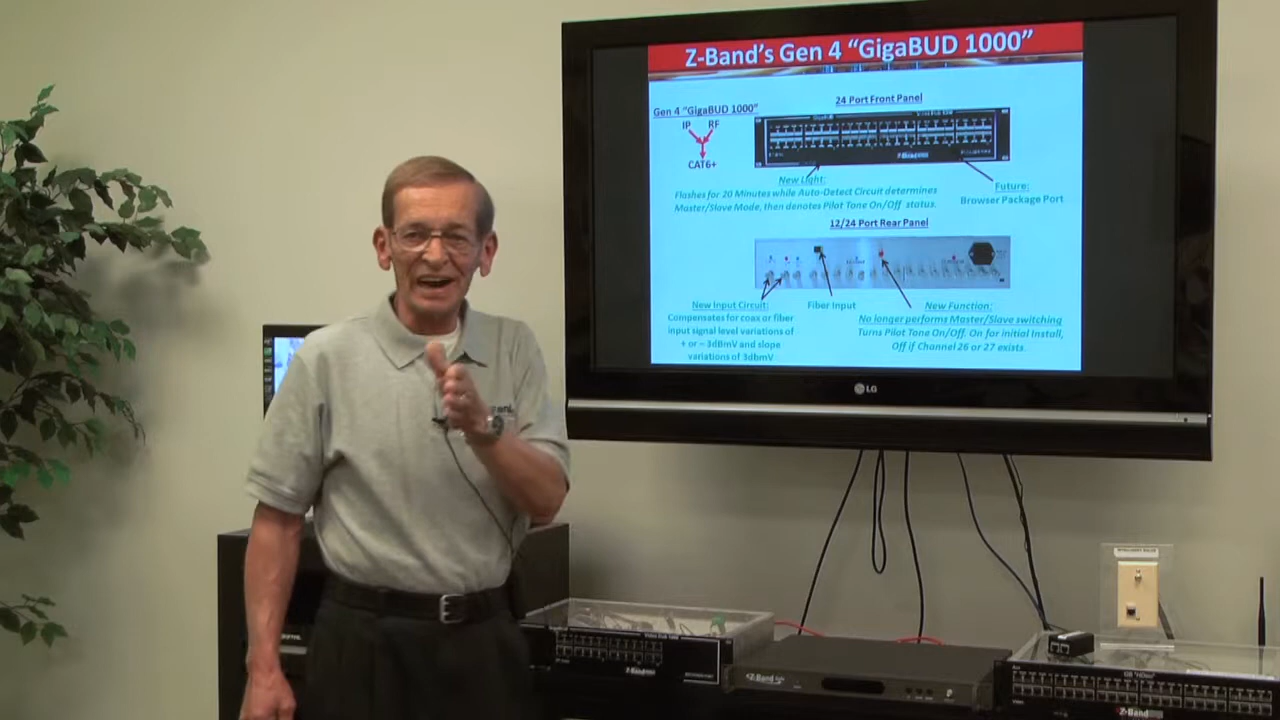 Z-Band's Gen 4 "GigaBUD 1000"
Gen 4 "GigaBUD 1000"
IP RF
CAT6+
24 Port Front Panel
New Light:
Flashes for 20 Minutes while Auto-Detect Circuit determines
Master/Slave Mode, then denotes Pilot Tone On/Off status.
Future:
Browser Package Port
12/24 Port Rear Panel
New Input Circuit:
Compensates for coax or fiber
input signal level variations of
+ or – 3dBmV and slope
variations of 3dbmV
Fiber Input
New Function:
No longer performs Master/Slave switching
Turns Pilot Tone On/Off. On for initial Install,
Off if Channel 26 or 27 exists.
LG
Z-Band
Z-Band
Z-Band